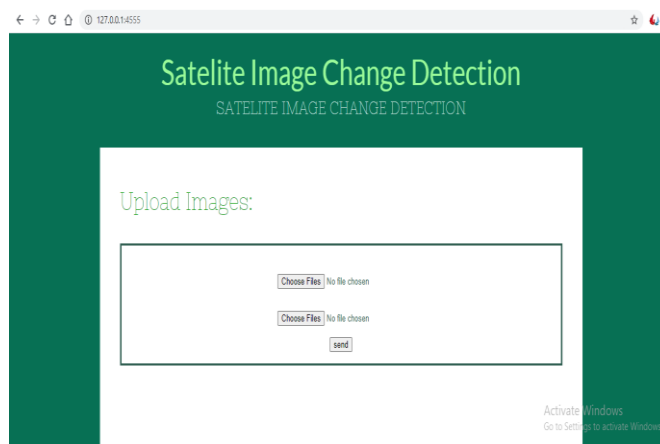 127.0.0.1:4555
Satelite Image Change Detection
SATELITE IMAGE CHANGE DETECTION
Upload Images:
Choose Files No file chosen
Choose Files No file chosen
send
Activate Windows
Go to Settings to activate Windows